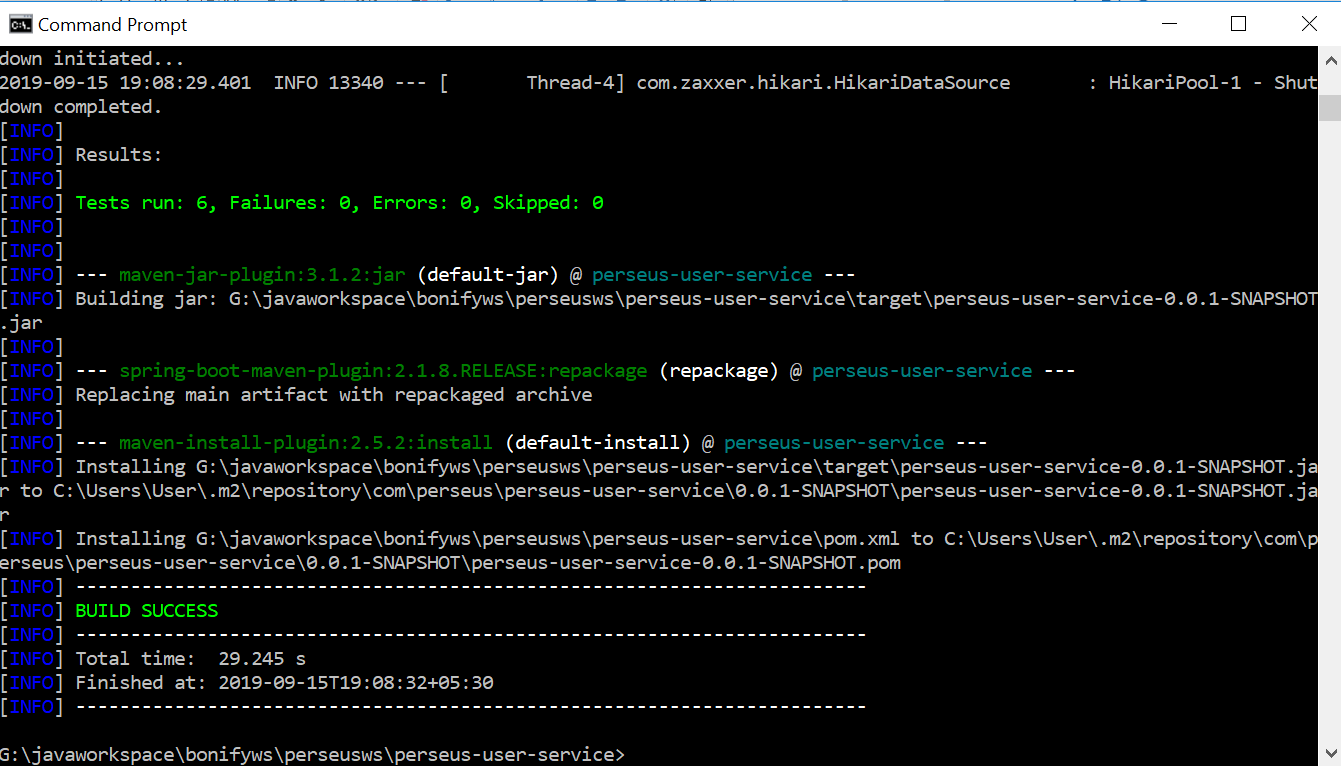 Command Prompt
down initiated...
2019-09-15 19:08:29.401  INFO 13340 --- [       Thread-4] com.zaxxer.hikari.HikariDataSource       : HikariPool-1 - Shut
down completed.
[INFO]
[INFO] Results:
[INFO]
[INFO] Tests run: 6, Failures: 0, Errors: 0, Skipped: 0
[INFO]
[INFO]
[INFO] --- maven-jar-plugin:3.1.2:jar (default-jar) @ perseus-user-service ---
[INFO] Building jar: G:\javaworkspace\bonifyws\perseusws\perseus-user-service\target\perseus-user-service-0.0.1-SNAPSHOT
.jar
[INFO]
[INFO] --- spring-boot-maven-plugin:2.1.8.RELEASE:repackage (repackage) @ perseus-user-service ---
[INFO] Replacing main artifact with repackaged archive
[INFO]
[INFO] --- maven-install-plugin:2.5.2:install (default-install) @ perseus-user-service ---
[INFO] Installing G:\javaworkspace\bonifyws\perseusws\perseus-user-service\target\perseus-user-service-0.0.1-SNAPSHOT.ja
r to C:\Users\User\.m2\repository\com\perseus\perseus-user-service\0.0.1-SNAPSHOT\perseus-user-service-0.0.1-SNAPSHOT.ja
r
[INFO] Installing G:\javaworkspace\bonifyws\perseusws\perseus-user-service\pom.xml to C:\Users\User\.m2\repository\com\p
erseus\perseus-user-service\0.0.1-SNAPSHOT\perseus-user-service-0.0.1-SNAPSHOT.pom
[INFO] ------------------------------------------------------------------------
[INFO] BUILD SUCCESS
[INFO] ------------------------------------------------------------------------
[INFO] Total time:  29.245 s
[INFO] Finished at: 2019-09-15T19:08:32+05:30
[INFO] ------------------------------------------------------------------------
G:\javaworkspace\bonifyws\perseusws\perseus-user-service>